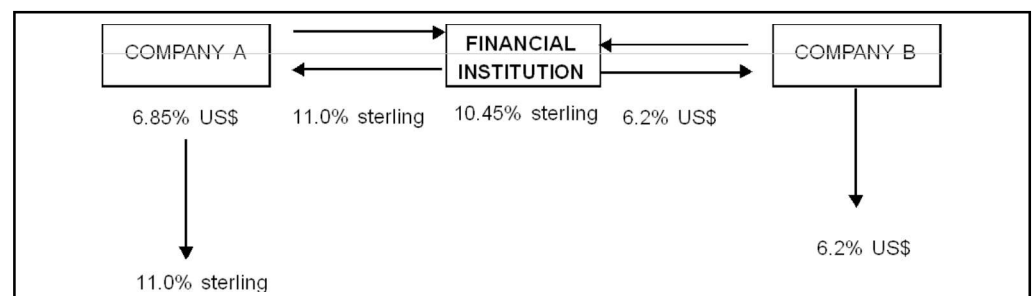 COMPANY A
FINANCIAL
INSTITUTION
COMPANY B
6.85% US$
11.0% sterling
10.45% sterling
6.2% US$
6.2% US$
11.0% sterling